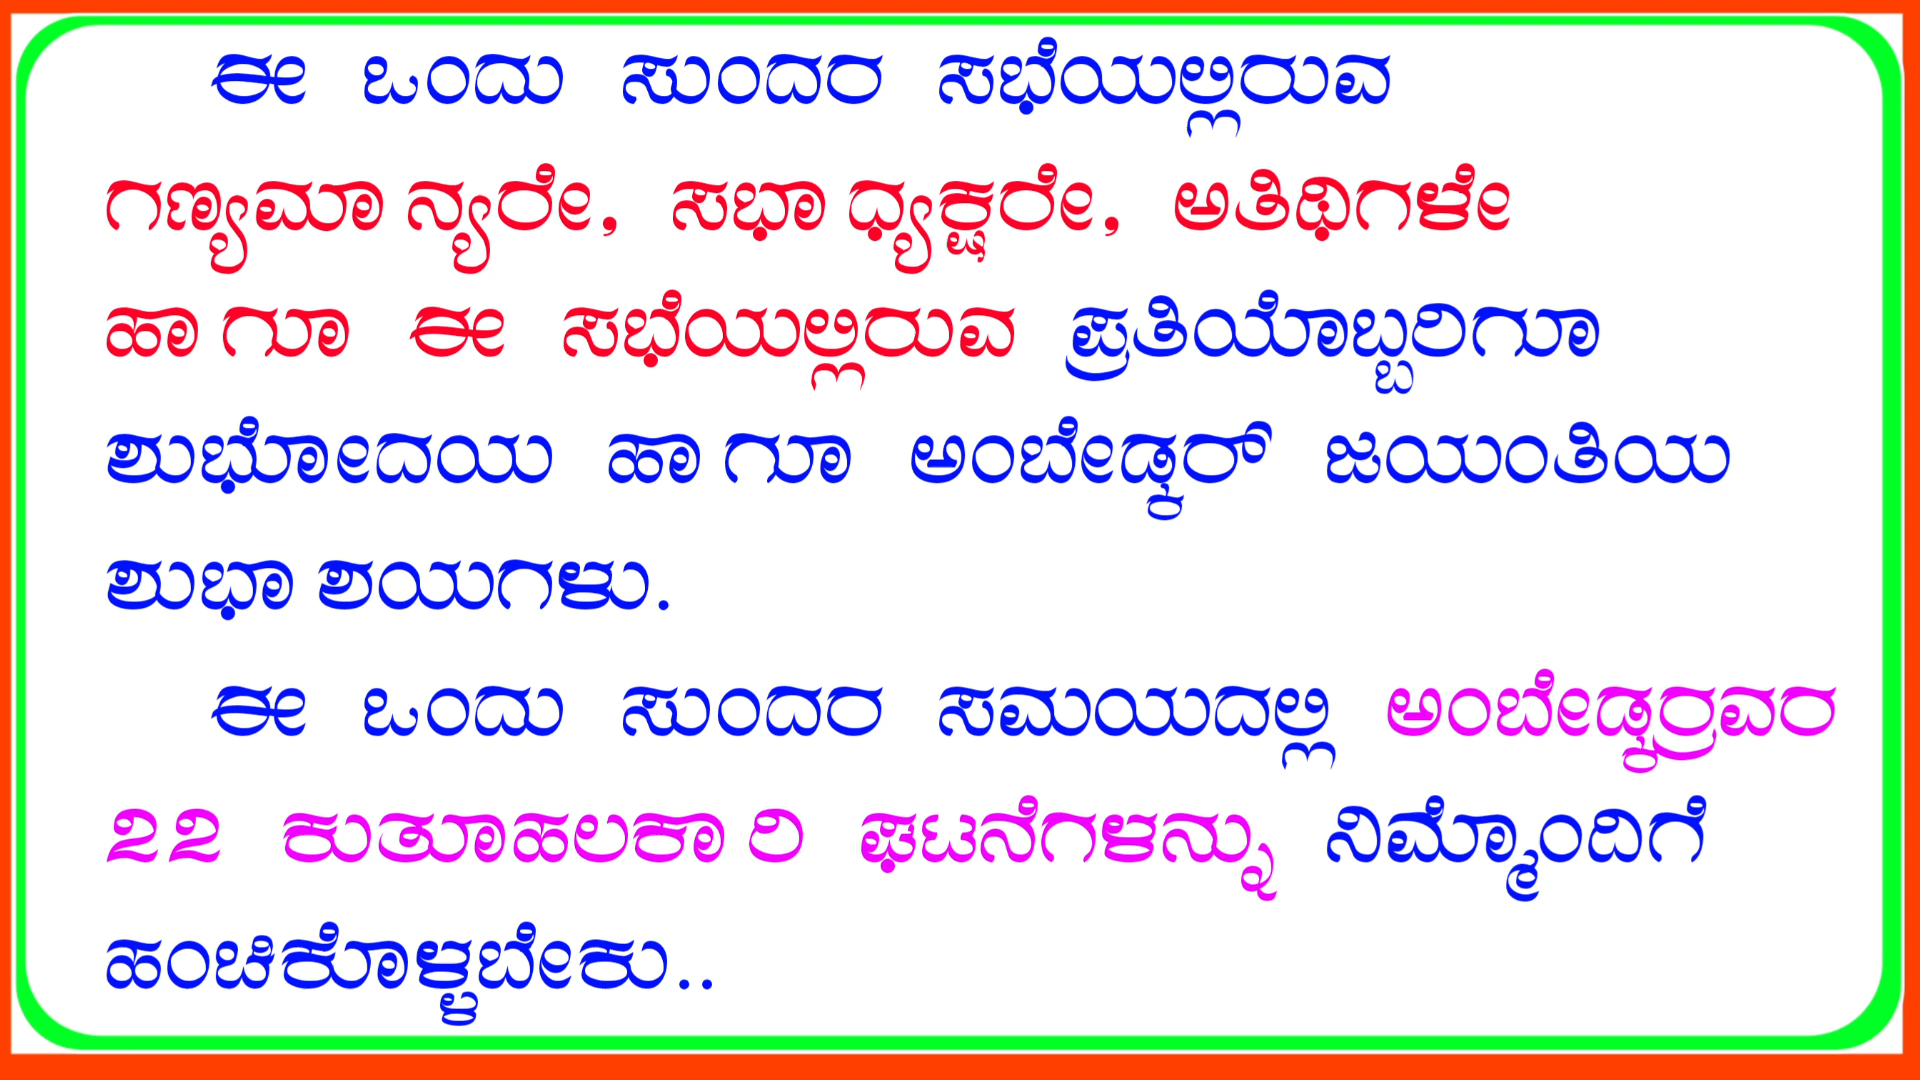 ಈ ಒಂದು ಸುಂದರ ಸಭೆಯಲ್ಲಿರುವ
ಗಣ್ಯಮಾನ್ಯರೇ, ಸಭಾಧ್ಯಕ್ಷರೇ, ಅತಿಥಿಗಳೇ
ಹಾಗೂ ಈ ಸಭೆಯಲ್ಲಿರುವ ಪ್ರತಿಯೊಬ್ಬರಿಗೂ
ಶುಭೋದಯ ಹಾಗೂ ಅಂಬೇಡ್ಕರ್ ಜಯಂತಿಯ
ಶುಭಾಶಯಗಳು.
ಈ ಒಂದು ಸುಂದರ ಸಮಯದಲ್ಲಿ ಅಂಬೇಡ್ಕರ್ರವರ
೨೨ ಕುತೂಹಲಕಾರಿ ಘಟನೆಗಳನ್ನು ನಿಮ್ಮೊಂದಿಗೆ
ಹಂಚಿಕೊಳ್ಳಬೇಕು..